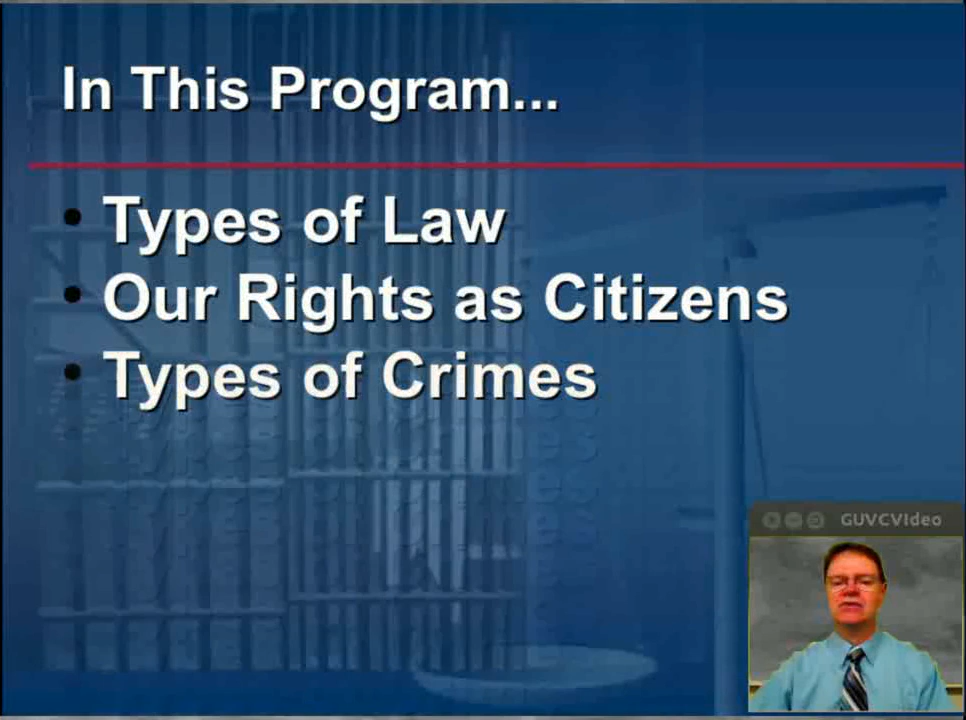 In This Program...
• Types of Law
• Our Rights as Citizens
• Types of Crimes
GUVCVIdeo